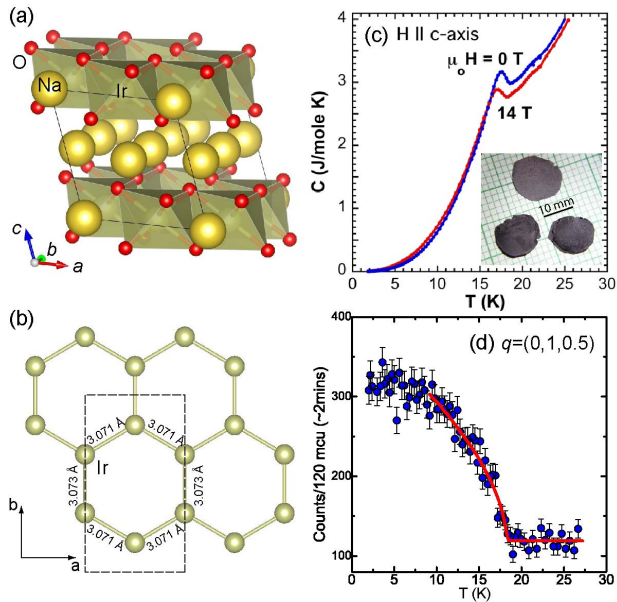 (a)
O
Na
Ir
c
b
a
(b)
3.071 Å
3.071 Å
Ir
3.073 Å
3.073 Å
3.071 Å
3.071 Å
b
a
(c) H II c-axis
μoH = 0 T
14 T
10 mm
C (J/mole K)
4
3
2
1
0
0 5 10 15 20 25 30
T (K)
(d) q=(0,1,0.5)
Counts/120 mcu (~2mins)
400
300
200
100
0 5 10 15 20 25 30
T (K)